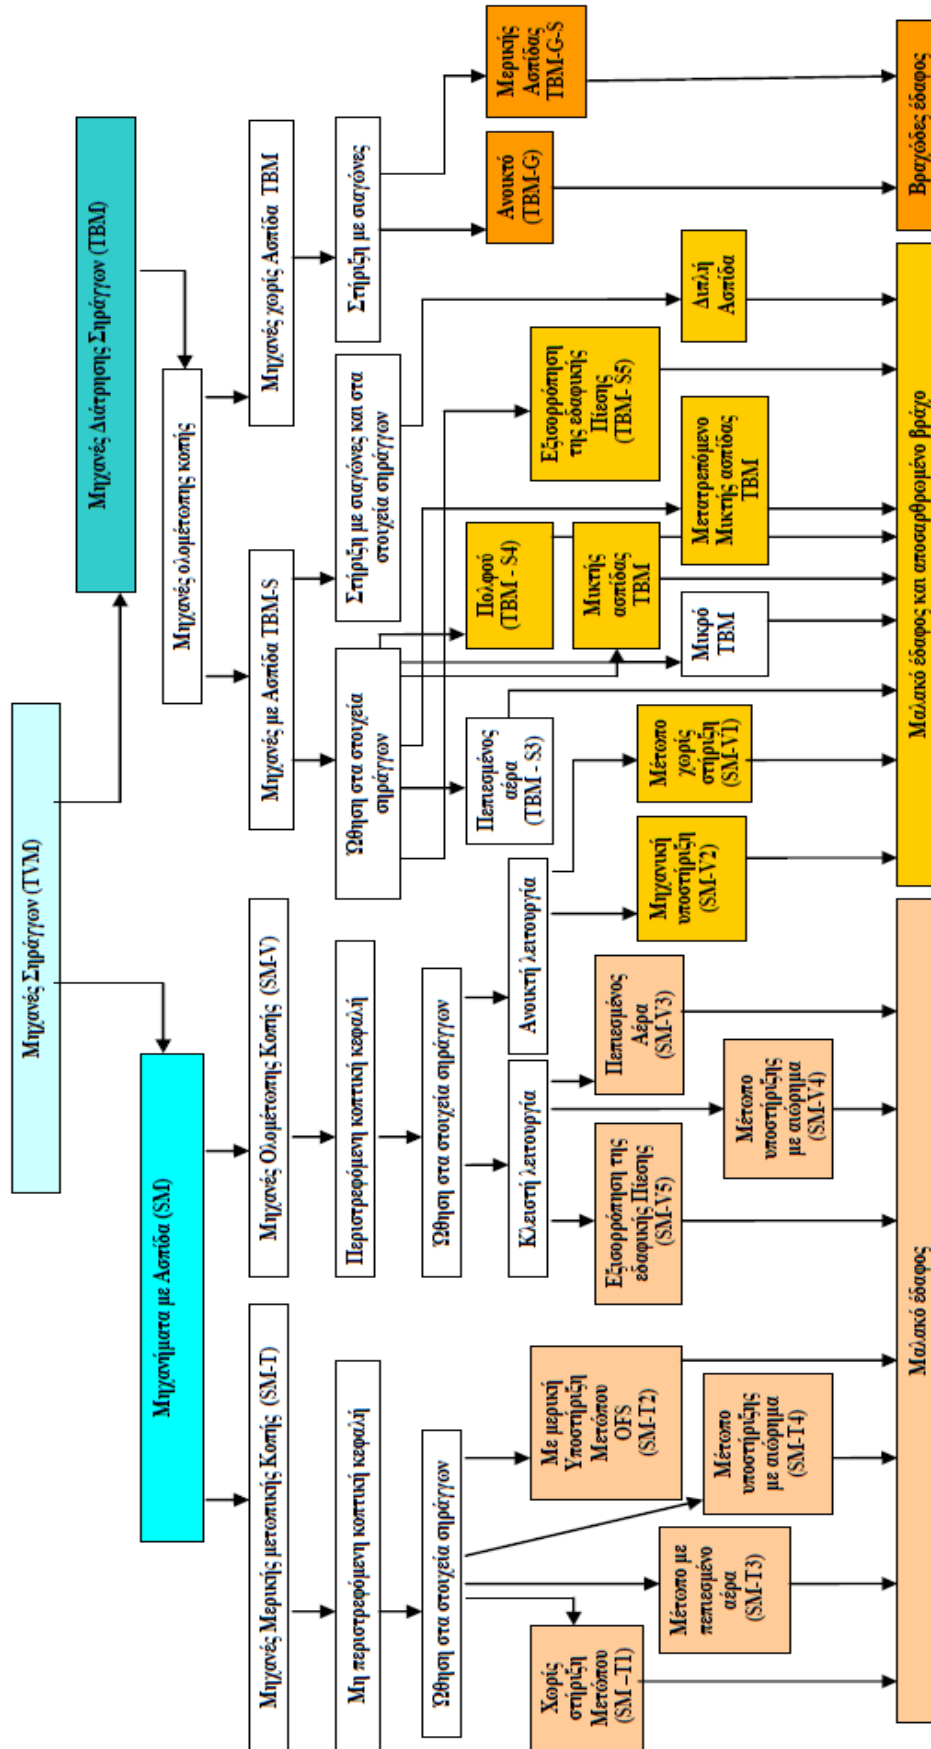 Μηχανές Σηράγγων (TVM)
Μηχανήματα με Ασπίδα (SM)
Μηχανές Διάτρησης Σηράγγων (TBM)
Μηχανές ολομέτωπης κοπής
Μηχανές Μερικής μετωπικής Κοπής (SM-T)
Μηχανές Ολομέτωπης Κοπής (SM-V)
Μηχανές με Ασπίδα TBM-S
Μηχανές χωρίς Ασπίδα TBM
Μη περιστρεφόμενη κοπτική κεφαλή
Περιστρεφόμενη κοπτική κεφαλή
Ώθηση στα στοιχεία
σηράγγων
Στήριξη με σιαγώνες και στα
στοιχεία σηράγγων
Στήριξη με σιαγώνες
Ώθηση στα στοιχεία σηράγγων
Ώθηση στα στοιχεία σηράγγων
Κλειστή λειτουργία
Ανοικτή λειτουργία
Πεπιεσμένος
αέρα
(TBM - S3)
Πολφού
(TBM - S4)
Ανοικτό
(TBM-G)
Μερικής
Ασπίδας
TBM-G-S
Χωρίς
στήριξη
Μετώπου
(SM –T1)
Με μερική
Υποστήριξη
Μετώπου
OFS
(SM-T2)
Εξισορρόπηση της
εδαφικής Πίεσης
(SM-V5)
Πεπιεσμένος
Αέρα
(SM-V3)
Μικτής
ασπίδας
TBM
Εξισορρόπηση
της εδαφικής
Πίεσης
(TBM- S5)
Μέτωπο με
πεπιεσμένο
αέρα
(SM-T3)
Μέτωπο
υποστήριξης
με αιώρημα
(SM-T4)
Μέτωπο
υποστήριξης
με αιώρημα
(SM-V4)
Μηχανική
υποστήριξη
(SM-V2)
Μέτωπο
χωρίς
στήριξη
(SM-V1)
Μικρό
TBM
Μετατρεπόμενο
Μικτής ασπίδας
TBM
Διπλή
Ασπίδα
Μαλακό έδαφος
Μαλακό έδαφος και αποσαρθρωμένο βράχο
Βραχώδες έδαφος